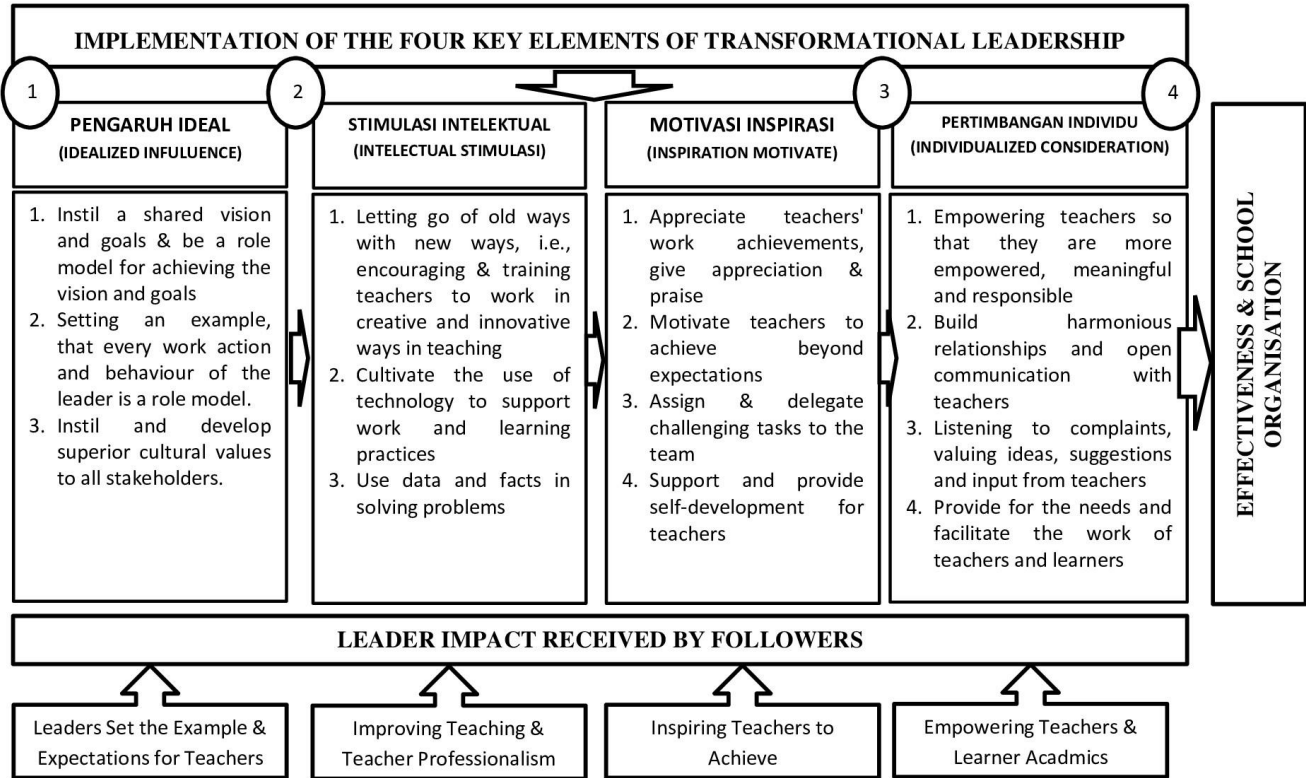 IMPLEMENTATION OF THE FOUR KEY ELEMENTS OF TRANSFORMATIONAL LEADERSHIP
1
2
3
4
PENGARUH IDEAL
(IDEALIZED INFULUENCE)
1. Instil a shared vision
and goals & be a role
model for achieving the
vision and goals
2. Setting an example,
that every work action
and behaviour of the
leader is a role model.
3. Instil and develop
superior cultural values
to all stakeholders.
STIMULASI INTELEKTUAL
(INTELECTUAL STIMULASI)
1. Letting go of old ways
with new ways, i.e.,
encouraging & training
teachers to work in
creative and innovative
ways in teaching
2. Cultivate the use of
technology to support
work and learning
practices
3. Use data and facts in
solving problems
MOTIVASI INSPIRASI
(INSPIRATION MOTIVATE)
1. Appreciate teachers'
work achievements,
give appreciation &
praise
2. Motivate teachers to
achieve beyond
expectations
3. Assign & delegate
challenging tasks to the
team
4. Support and provide
self-development for
teachers
PERTIMBANGAN INDIVIDU
(INDIVIDUALIZED CONSIDERATION)
1. Empowering teachers so
that they are more
empowered, meaningful
and responsible
2. Build harmonious
relationships and open
communication with
teachers
3. Listening to complaints,
valuing ideas, suggestions
and input from teachers
4. Provide for the needs and
facilitate the work of
teachers and learners
EFFECTIVENESS & SCHOOL
ORGANISATION
LEADER IMPACT RECEIVED BY FOLLOWERS
Leaders Set the Example &
Expectations for Teachers
Improving Teaching &
Teacher Professionalism
Inspiring Teachers to
Achieve
Empowering Teachers &
Learner Acadmics